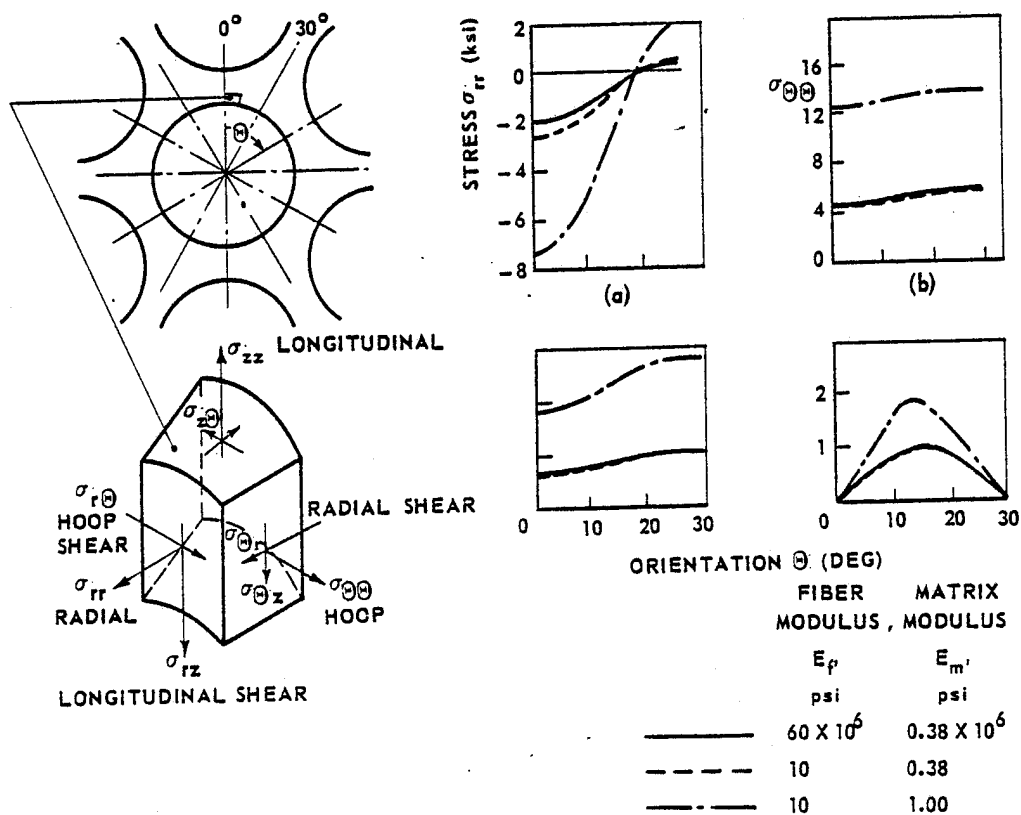 0° 30°
Θ
LONGITUDINAL
σzz
σzΘ
σrΘ
HOOP
SHEAR
RADIAL SHEAR
σΘr
σrr
RADIAL
σΘz
σΘΘ
HOOP
σrz
LONGITUDINAL SHEAR
STRESS σrr (ksi)
2
0
-2
-4
-6
-8
(a)
σΘΘ
16
12
8
4
0
(b)
0 10 20 30
2
1
0 10 20 30
ORIENTATION Θ (DEG)
FIBER MATRIX
MODULUS , MODULUS
Ef, Em,
psi psi
60 X 10⁶ 0.38 X 10⁶
10 0.38
10 1.00